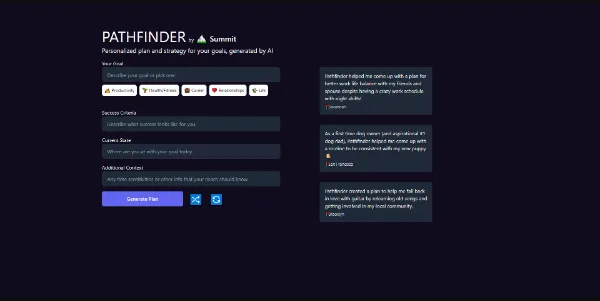 PATHFINDER by Summit
Personalized plan and strategy for your goals, generated by AI
Your Goal
Describe your goal or pick one
Productivity Health/Fitness Career Relationships Life
Success Criteria
Describe what success looks like for you
Current State
Where are you at with your goal today
Additional Context
Any time sensitivities or other info that your coach should know
Generate Plan
Pathfinder helped me come up with a plan for
better work life balance with my friends and
spouse despite having a crazy work schedule
with night shifts!
As a first time dog owner (and aspirational #1
dog dad), Pathfinder helped me come up with
a routine to be consistent with my new puppy
San Francisco
Pathfinder created a plan to help me fall back
in love with guitar by relearning old songs and
getting involved in my local community.
Brooklyn